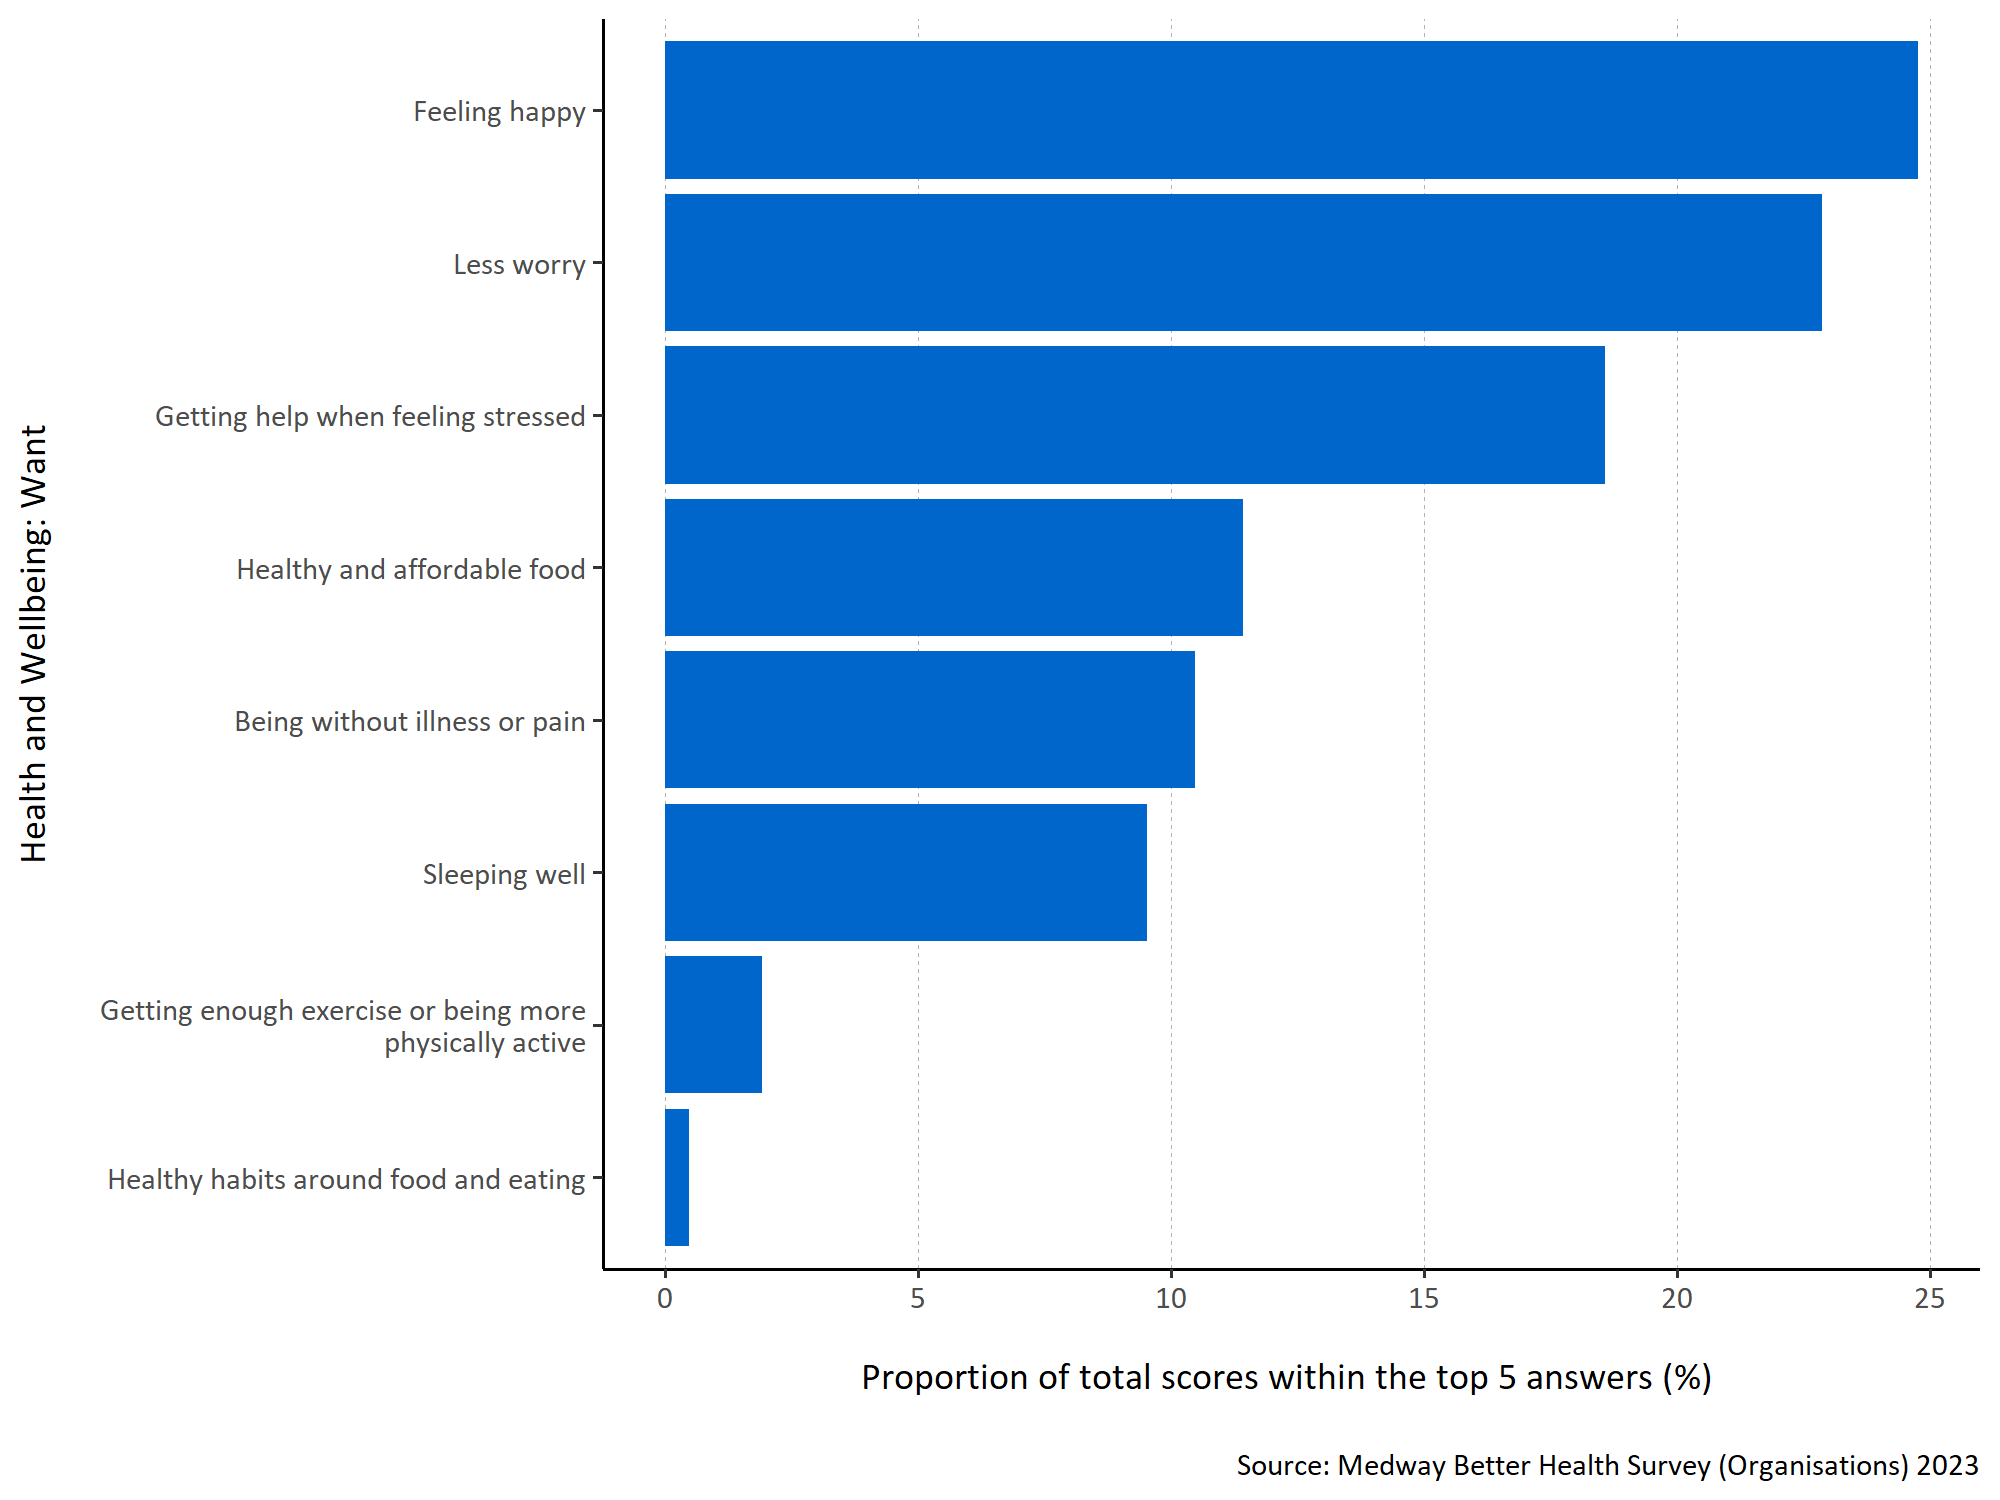 Health and Wellbeing: Want
Feeling happy
Less worry
Getting help when feeling stressed
Healthy and affordable food
Being without illness or pain
Sleeping well
Getting enough exercise or being more
physically active
Healthy habits around food and eating
0 5 10 15 20 25
Proportion of total scores within the top 5 answers (%)
Source: Medway Better Health Survey (Organisations) 2023